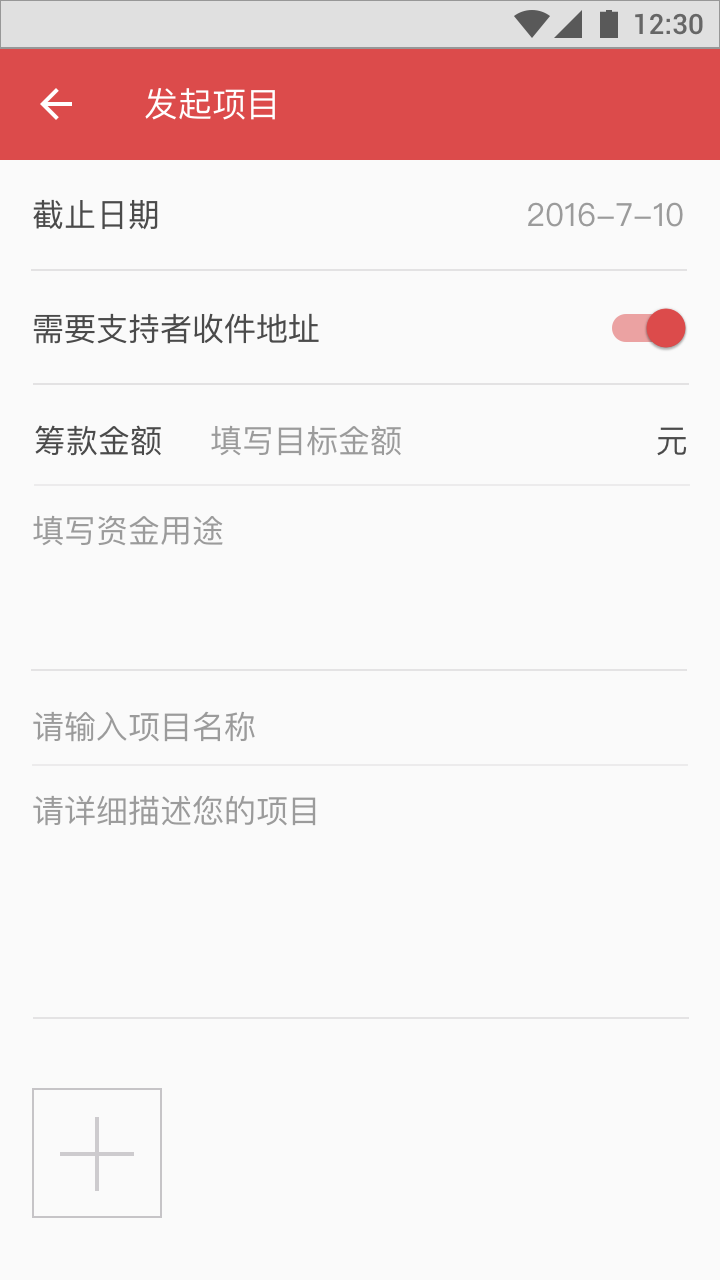 12:30
发起项目
截止日期 2016-7-10
需要支持者收件地址
筹款金额 填写目标金额 元
填写资金用途
请输入项目名称
请详细描述您的项目